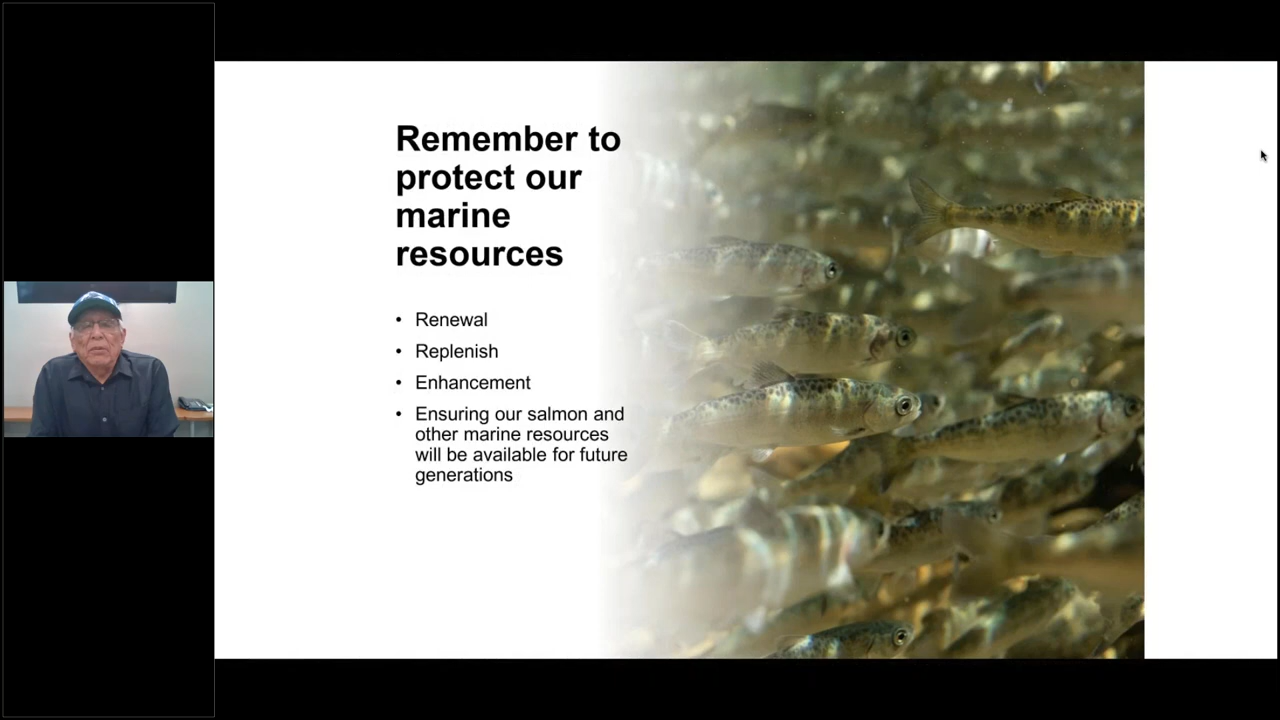 Remember to
protect our
marine
resources
• Renewal
• Replenish
• Enhancement
• Ensuring our salmon and
other marine resources
will be available for future
generations